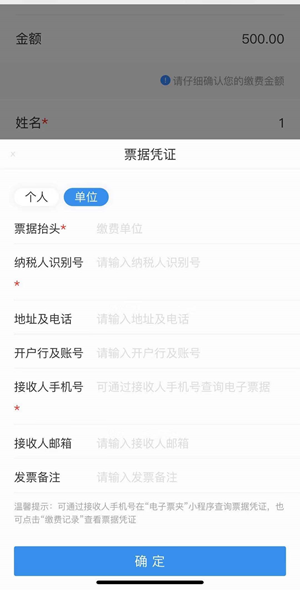 金额 500.00
请仔细确认您的缴费金额
姓名* 1
× 票据凭证
个人 单位
票据抬头* 缴费单位
纳税人识别号* 请输入纳税人识别号
地址及电话 请输入地址及电话
开户行及账号 请输入开户行及账号
接收人手机号* 可通过接收人手机号查询电子票据
接收人邮箱 请输入接收人邮箱
发票备注 请输入发票备注
温馨提示：可通过接收人手机号在“电子票夹”小程序查询票据凭证，也
可点击“缴费记录”查看票据凭证
确 定